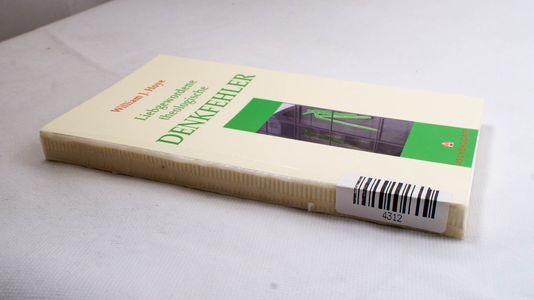 William J. Hoye
Liebgewordene
theologische
DENKFEHLER
4312